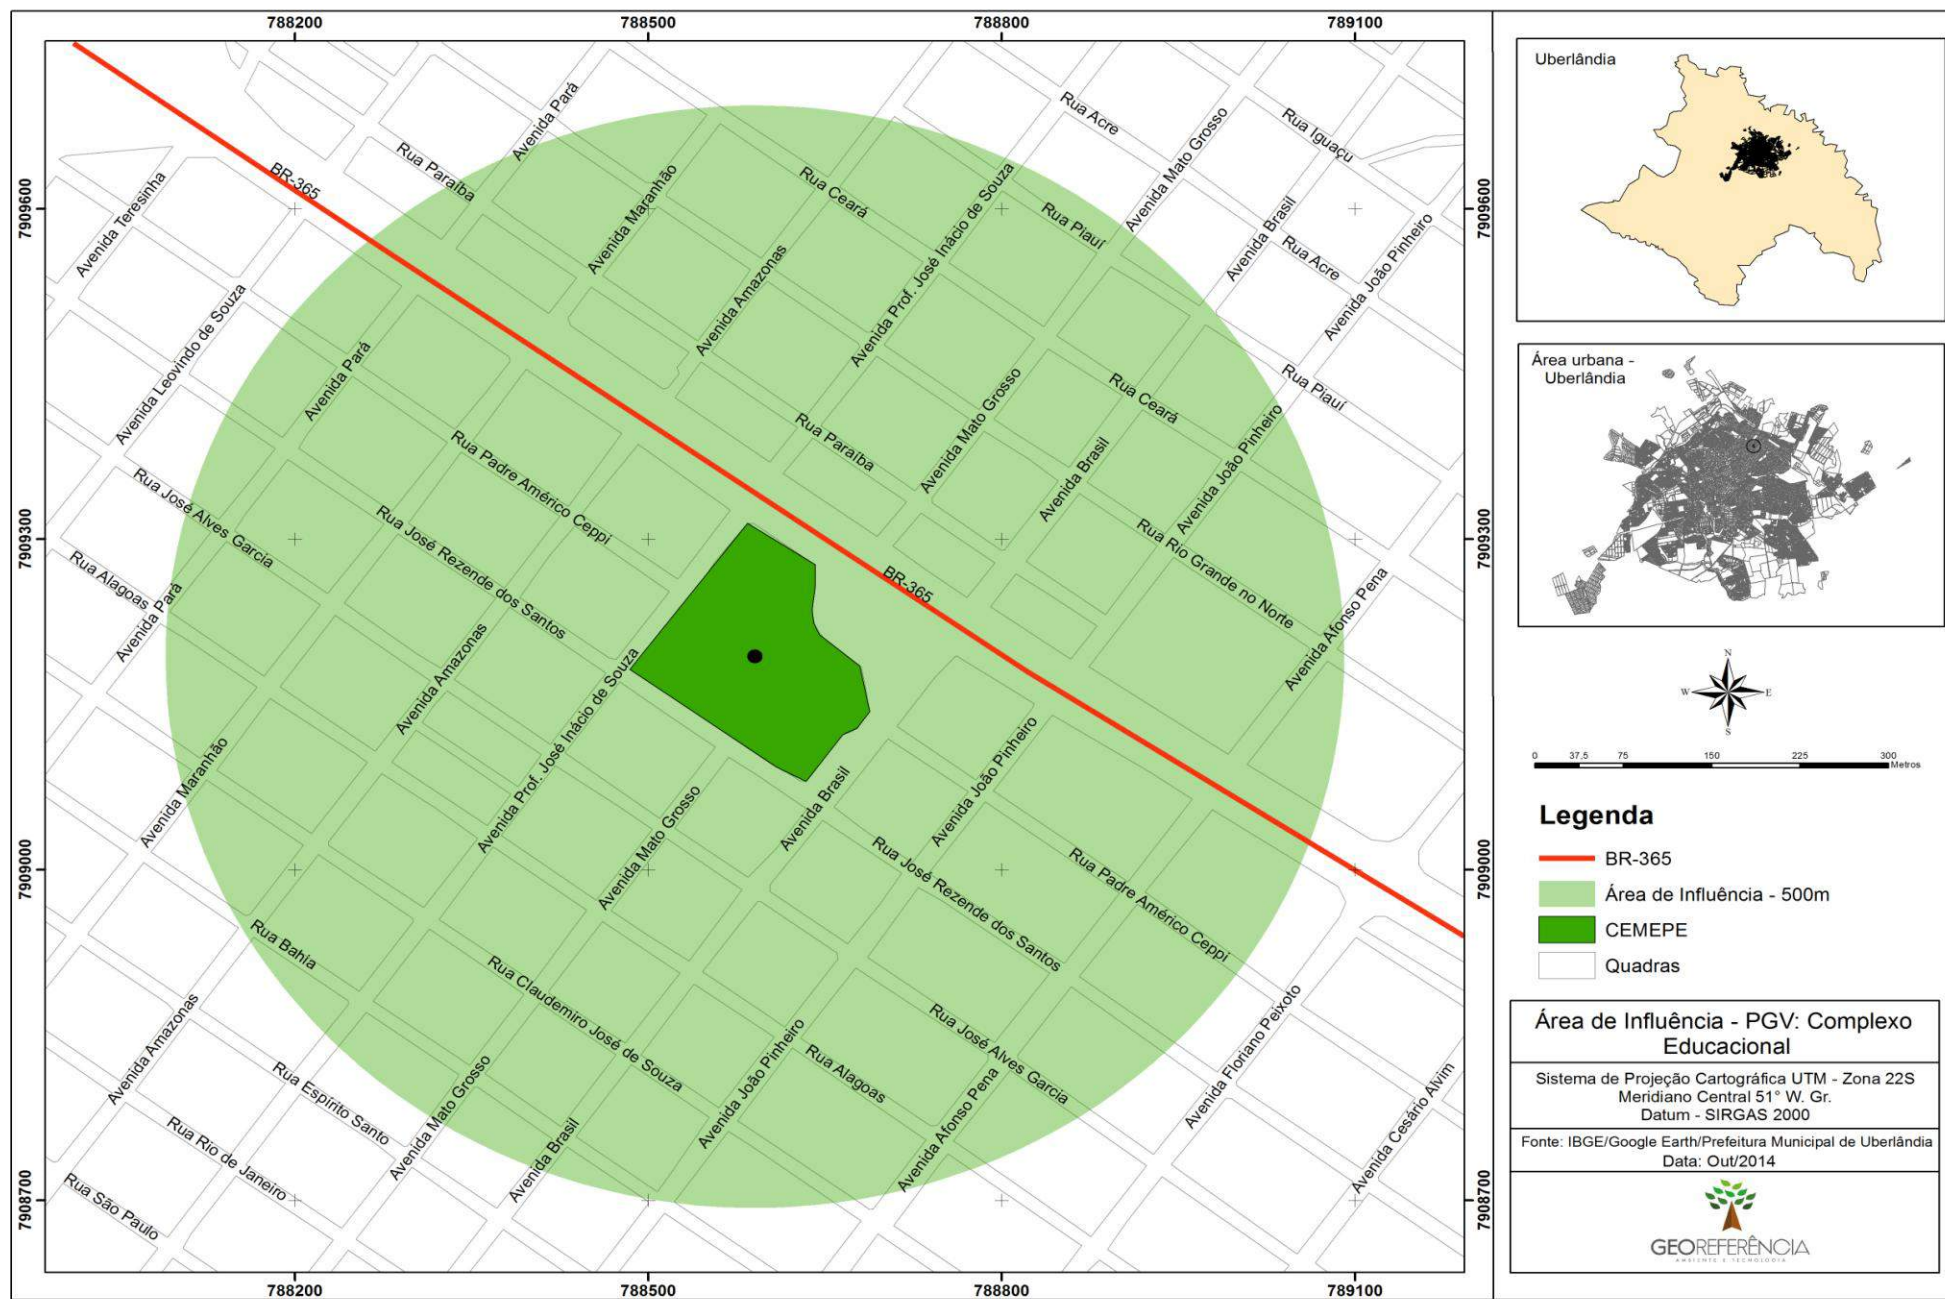 788200
788500
788800
789100
7909600
7909300
7909000
7908700
7909600
7909300
7909000
7908700
788200
788500
788800
789100
Avenida Pará
Rua Acre
Avenida Mato Grosso
Rua Iguaçu
BR-365
Rua Paraíba
Avenida Teresinha
Avenida Maranhão
Rua Ceará
Avenida Prof. José Inácio de Souza
Rua Piauí
Avenida Brasil
Rua Acre
Avenida João Pinheiro
Avenida Amazonas
Avenida Leovindo de Souza
Avenida Pará
Rua Padre Américo Ceppi
Rua Paraíba
Avenida Mato Grosso
Rua Ceará
Rua Piauí
Avenida Brasil
Avenida João Pinheiro
Rua José Alves Garcia
Rua José Rezende dos Santos
Rua Rio Grande no Norte
BR-365
Rua Alagoas
Avenida Pará
Avenida Amazonas
Avenida Prof. José Inácio de Souza
Avenida Afonso Pena
Avenida Maranhão
Avenida Mato Grosso
Avenida Brasil
Avenida João Pinheiro
Rua José Rezende dos Santos
Rua Padre Américo Ceppi
Rua Bahia
Rua Claudemiro José de Souza
Avenida João Pinheiro
Rua Alagoas
Rua José Alves Garcia
Avenida Floriano Peixoto
Avenida Amazonas
Rua Espírito Santo
Avenida Mato Grosso
Avenida Brasil
Avenida Afonso Pena
Avenida Cesário Alvim
Rua Rio de Janeiro
Rua São Paulo
Uberlândia
Área urbana -
Uberlândia
N
W
E
S
0 37,5 75 150 225 300
Metros
Legenda
BR-365
Área de Influência - 500m
CEMEPE
Quadras
Área de Influência - PGV: Complexo
Educacional
Sistema de Projeção Cartográfica UTM - Zona 22S
Meridiano Central 51° W. Gr.
Datum - SIRGAS 2000
Fonte: IBGE/Google Earth/Prefeitura Municipal de Uberlândia
Data: Out/2014
GEOREFERÊNCIA
AMBIENTE E TECNOLOGIA